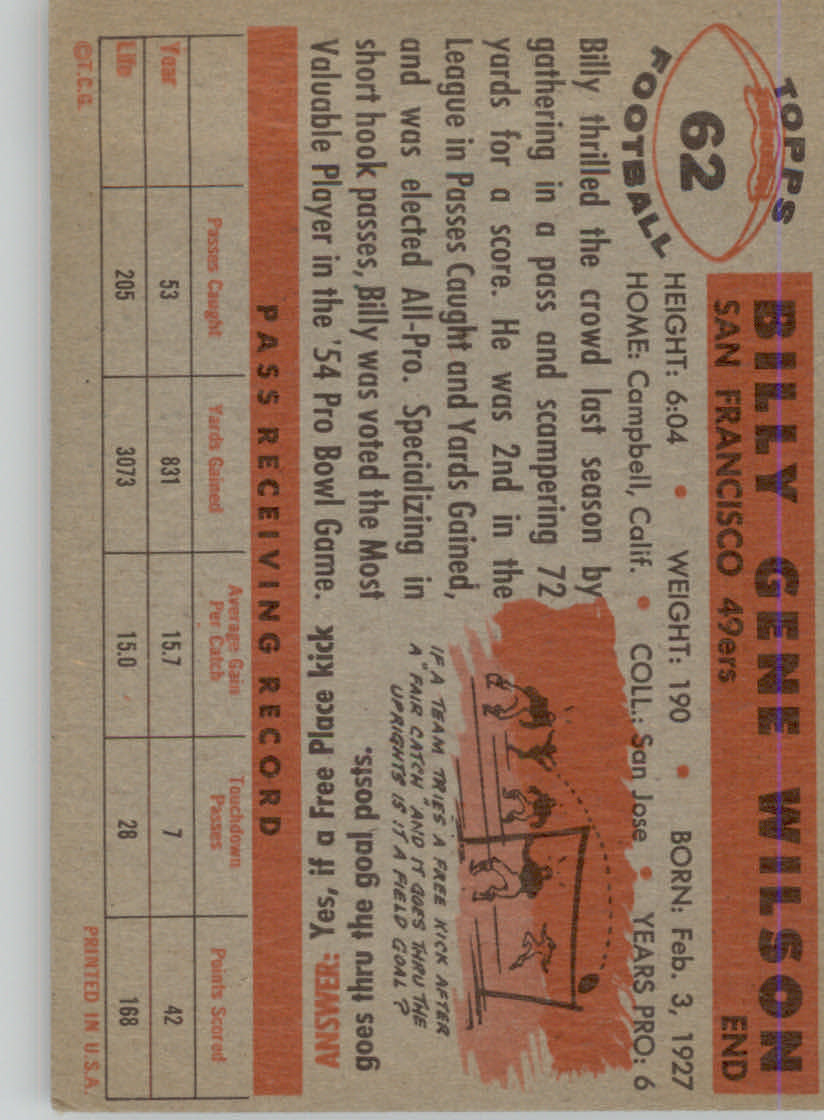 TOPPS
62
FOOTBALL
BILLY GENE WILSON
SAN FRANCISCO 49ers END
HEIGHT: 6:04 • WEIGHT: 190 • BORN: Feb. 3, 1927
HOME: Campbell, Calif. • COLL.: San Jose • YEARS PRO: 6
Billy thrilled the crowd last season by
gathering in a pass and scampering 72
yards for a score. He was 2nd in the
League in Passes Caught and Yards Gained,
and was elected All-Pro. Specializing in
short hook passes, Billy was voted the Most
Valuable Player in the '54 Pro Bowl Game.
IF A TEAM TRIES A FREE KICK AFTER
A "FAIR CATCH" AND IT GOES THRU THE
UPRIGHTS IS IT A FIELD GOAL?
ANSWER: Yes, if a Free Place kick
goes thru the goal posts.
PASS RECEIVING RECORD
Passes Caught Yards Gained Average Gain Per Catch Touchdown Passes Points Scored
Year 53 831 15.7 7 42
Life 205 3073 15.0 28 168
©T.C.G. PRINTED IN U.S.A.